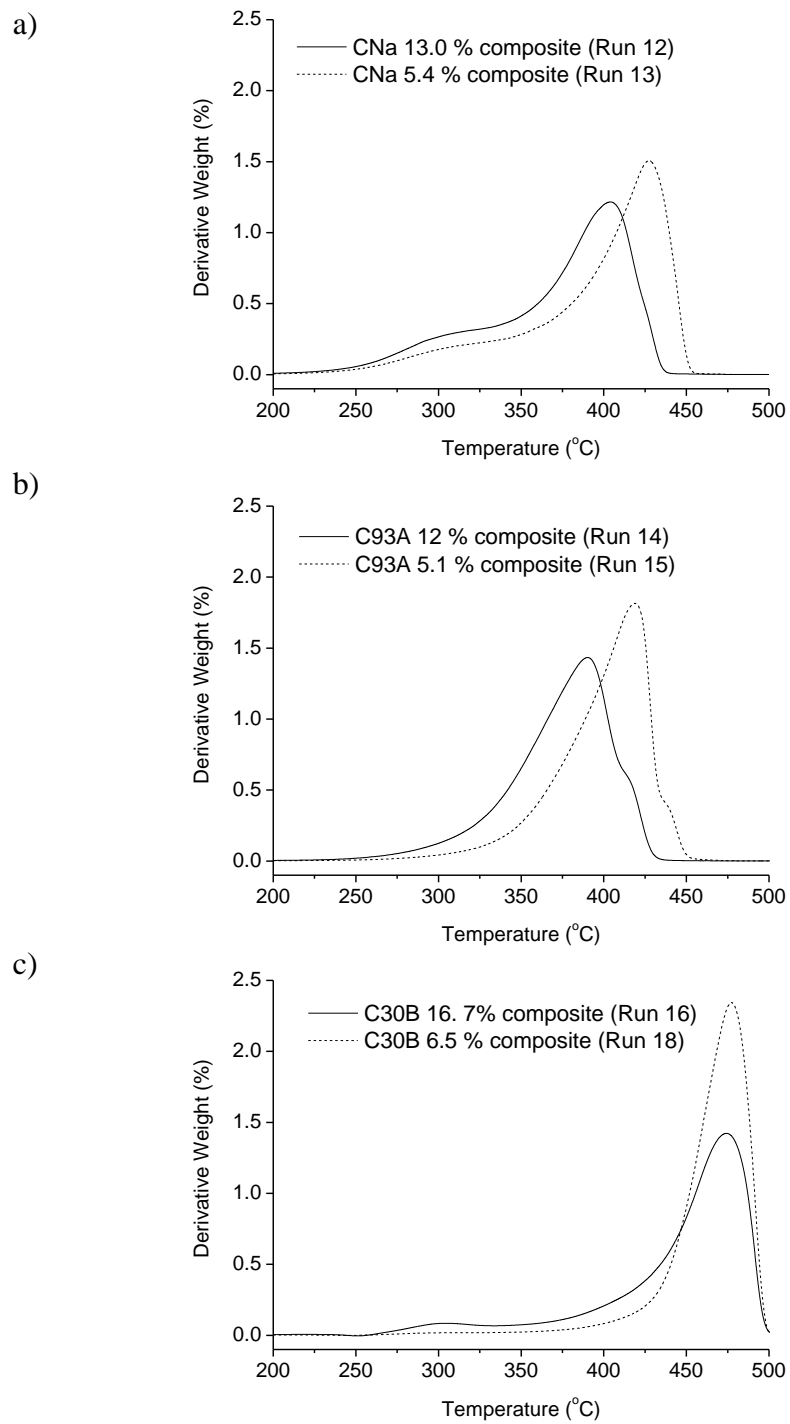 a)
CNa 13.0 % composite (Run 12)
CNa 5.4 % composite (Run 13)
Derivative Weight (%)
2.5
2.0
1.5
1.0
0.5
0.0
200 250 300 350 400 450 500
Temperature (°C)
b)
C93A 12 % composite (Run 14)
C93A 5.1 % composite (Run 15)
Derivative Weight (%)
2.5
2.0
1.5
1.0
0.5
0.0
200 250 300 350 400 450 500
Temperature (°C)
c)
C30B 16. 7% composite (Run 16)
C30B 6.5 % composite (Run 18)
Derivative Weight (%)
2.5
2.0
1.5
1.0
0.5
0.0
200 250 300 350 400 450 500
Temperature (°C)